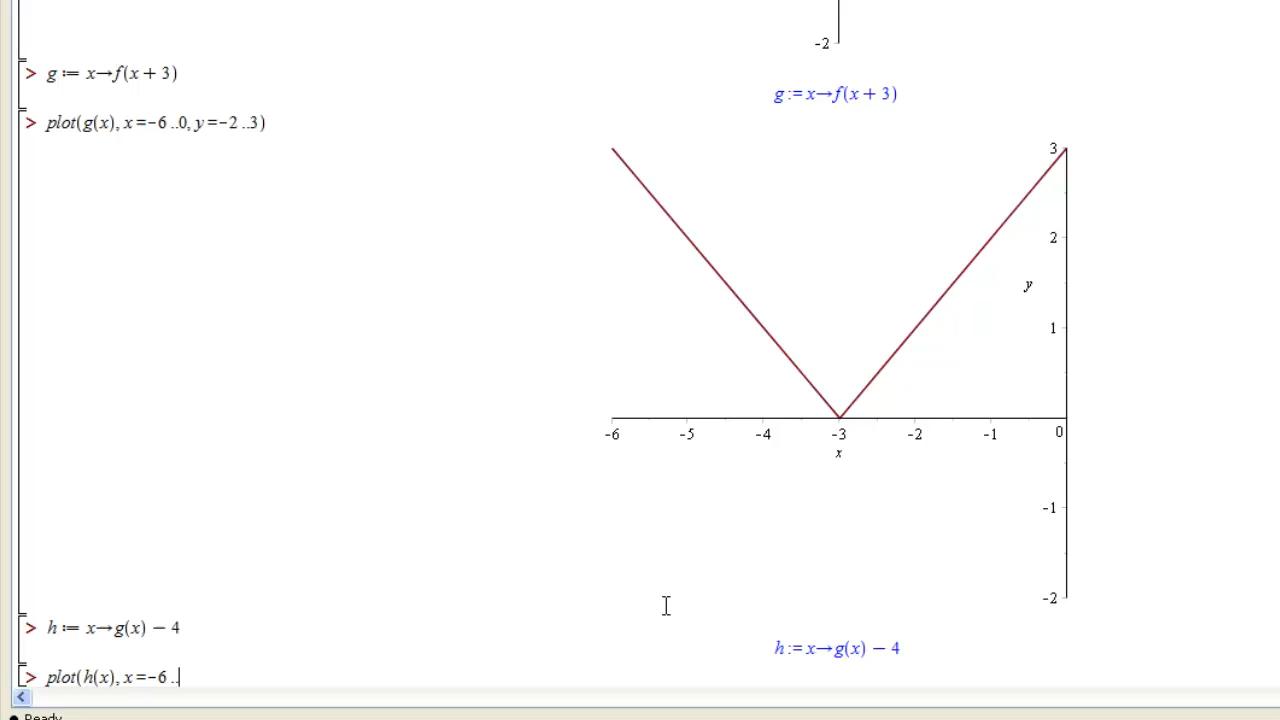 -2
> g := x→f(x + 3)
g := x→f(x + 3)
> plot(g(x), x = −6 ..0, y = −2 ..3)
3
2
y
1
-6 -5 -4 -3 -2 -1 0
x
-1
-2
> h := x→g(x) − 4
h := x→g(x) − 4
> plot(h(x), x = −6 ..
Ready